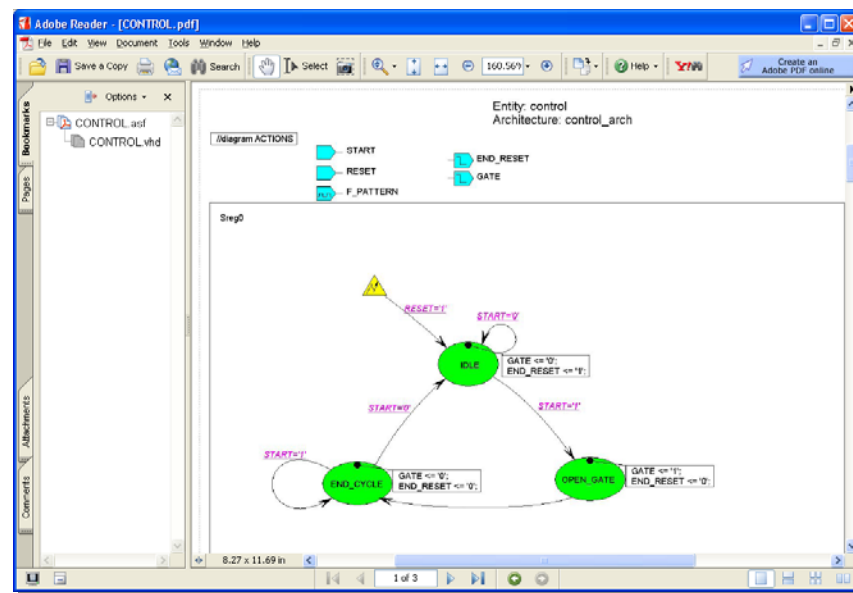 Adobe Reader - [CONTROL.pdf]
File Edit View Document Tools Window Help
Save a Copy Search Select 160.569 Help Y! Create an
Adobe PDF online
Options X
Bookmarks
Pages
Attachments
Comments
CONTROL.asf
CONTROL.vhd
Entity: control
Architecture: control_arch
//diagram ACTIONS
START
RESET
F_PATTERN
END_RESET
GATE
Sreg0
RESET='1'
START='0'
IDLE
GATE <= '0';
END_RESET <= '1';
START='0'
START='1'
START='1'
END_CYCLE
GATE <= '0';
END_RESET <= '0';
OPEN_GATE
GATE <= '1';
END_RESET <= '0';
8.27 x 11.69 in
1 of 3